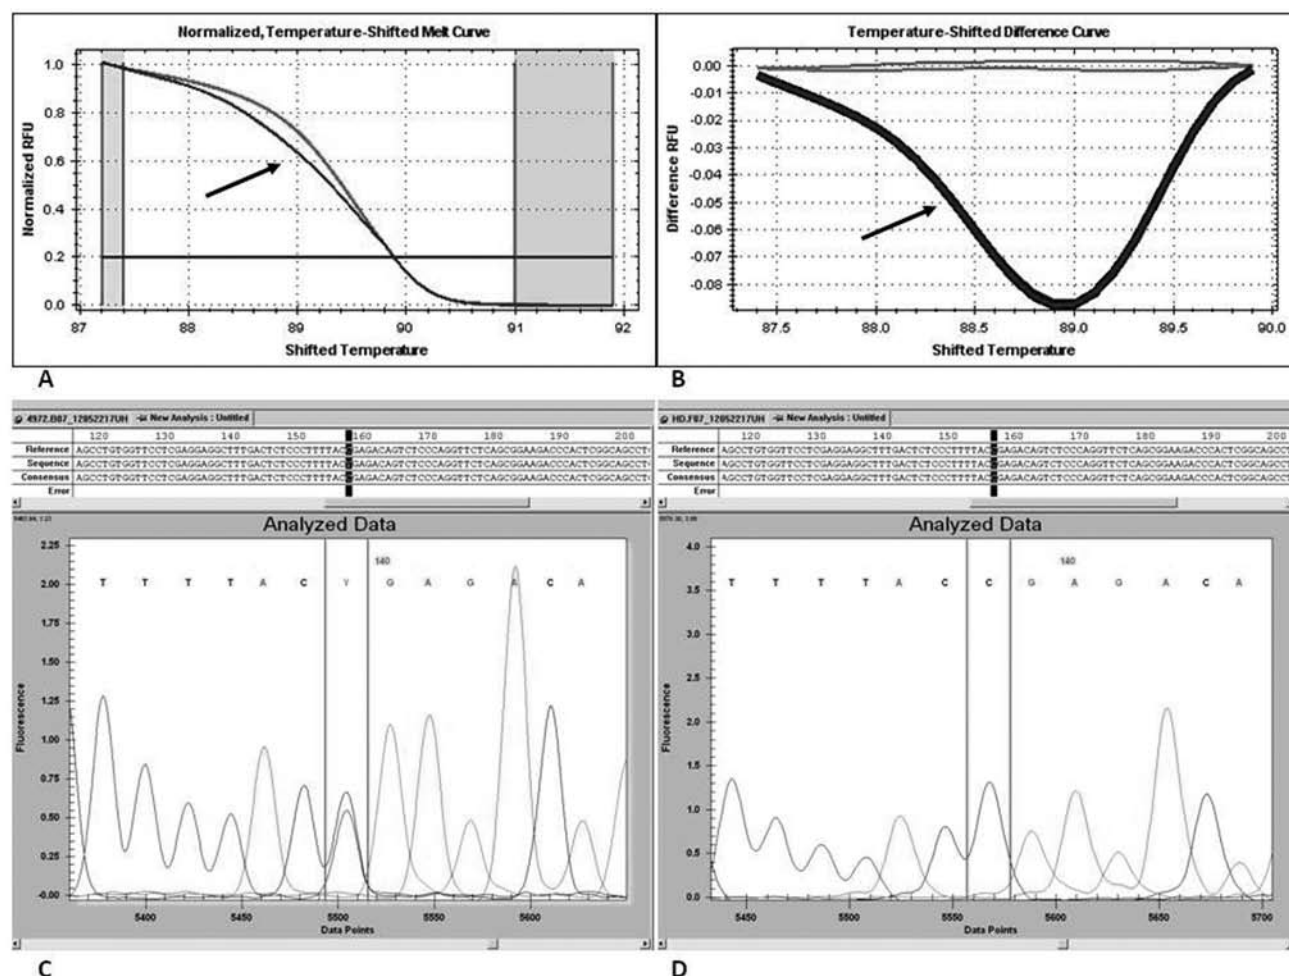 Normalized, Temperature-Shifted Melt Curve
Normalized RFU
1.0
0.8
0.6
0.4
0.2
0.0
87
88
89
90
91
92
Shifted Temperature
A
Temperature-Shifted Difference Curve
Difference RFU
0.00
-0.01
-0.02
-0.03
-0.04
-0.05
-0.06
-0.07
-0.08
87.5
88.0
88.5
89.0
89.5
90.0
Shifted Temperature
B
4972.B07_12052217UH New Analysis : Untitled
120 130 140 150 160 170 180 190 200
Reference
Sequence
Consensus
Error
Analyzed Data
140
T T T T A C Y G A G A C A
Fluorescence
2.25
2.00
1.75
1.50
1.25
1.00
0.75
0.50
0.25
-0.00
5400
5450
5500
5550
5600
Data Points
C
HD.F07_12052217UH New Analysis : Untitled
120 130 140 150 160 170 180 190 200
Reference
Sequence
Consensus
Error
Analyzed Data
140
T T T T A C C G A G A C A
Fluorescence
4.0
3.5
3.0
2.5
2.0
1.5
1.0
0.5
0.0
5450
5500
5550
5600
5650
5700
Data Points
D